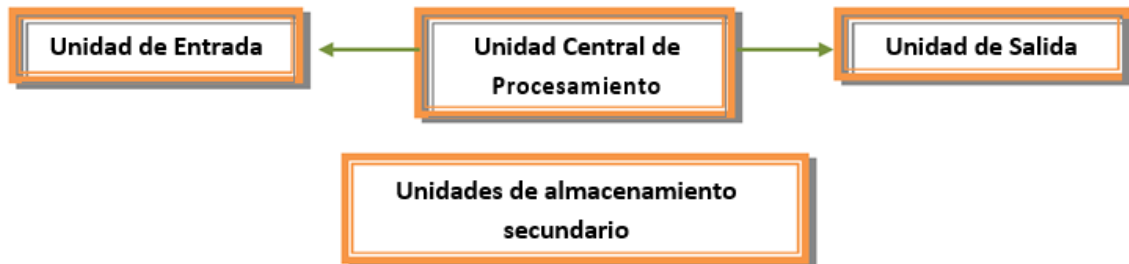 Unidad de Entrada
Unidad Central de
Procesamiento
Unidad de Salida
Unidades de almacenamiento
secundario